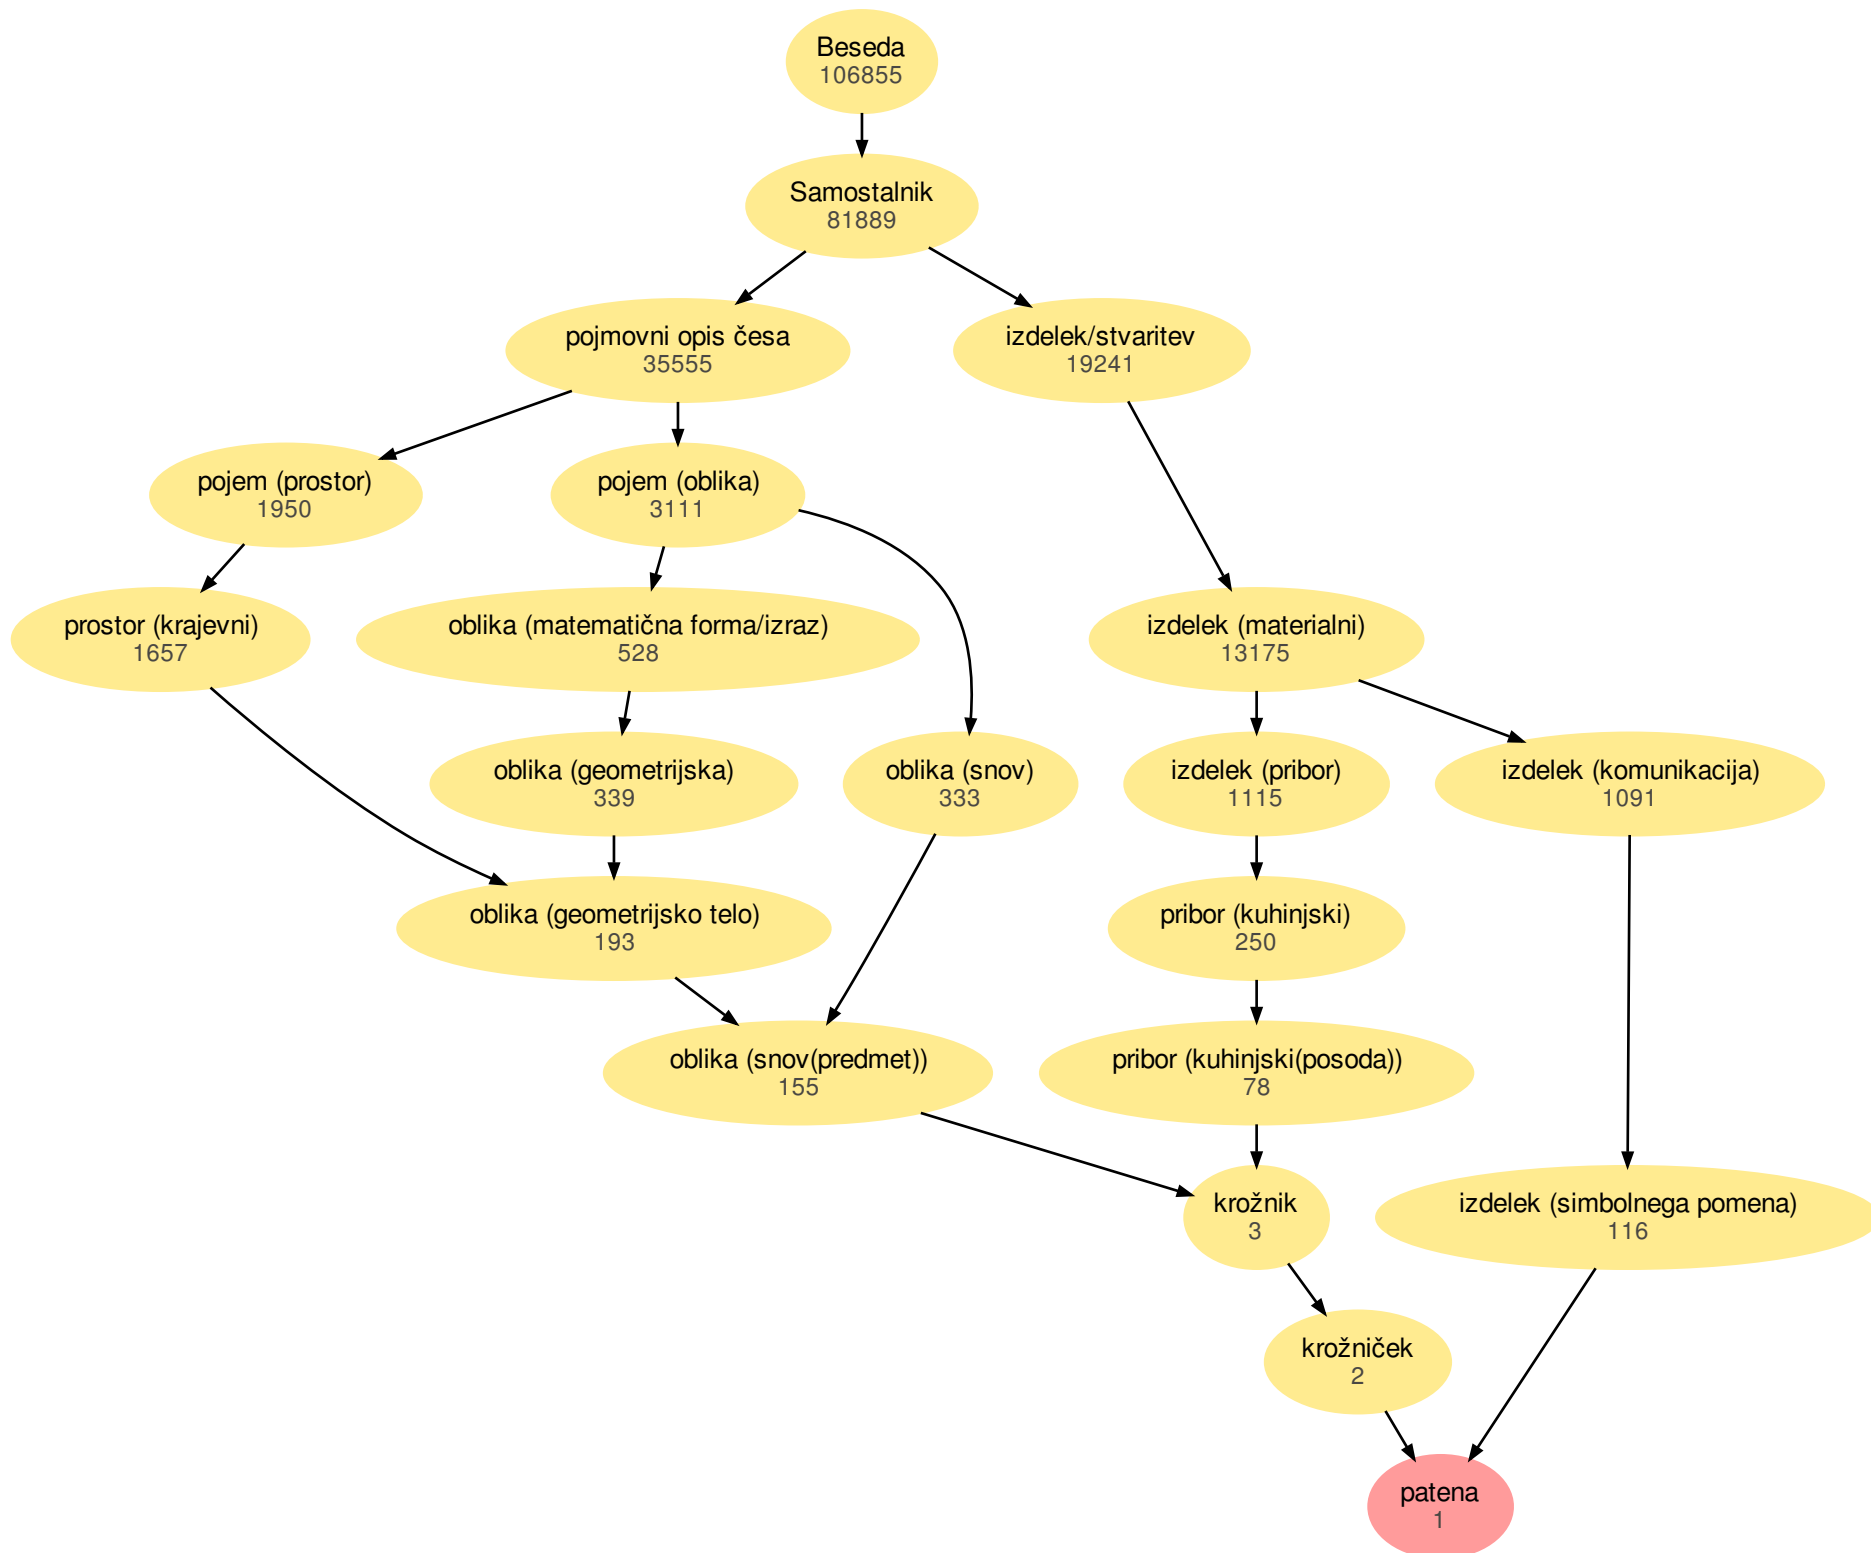 Beseda
106855
Samostalnik
81889
pojmovni opis česa
35555
izdelek/stvaritev
19241
pojem (prostor)
1950
pojem (oblika)
3111
prostor (krajevni)
1657
oblika (matematična forma/izraz)
528
izdelek (materialni)
13175
oblika (geometrijska)
339
oblika (snov)
333
izdelek (pribor)
1115
izdelek (komunikacija)
1091
oblika (geometrijsko telo)
193
pribor (kuhinjski)
250
oblika (snov(predmet))
155
pribor (kuhinjski(posoda))
78
krožnik
3
izdelek (simbolnega pomena)
116
krožniček
2
patena
1